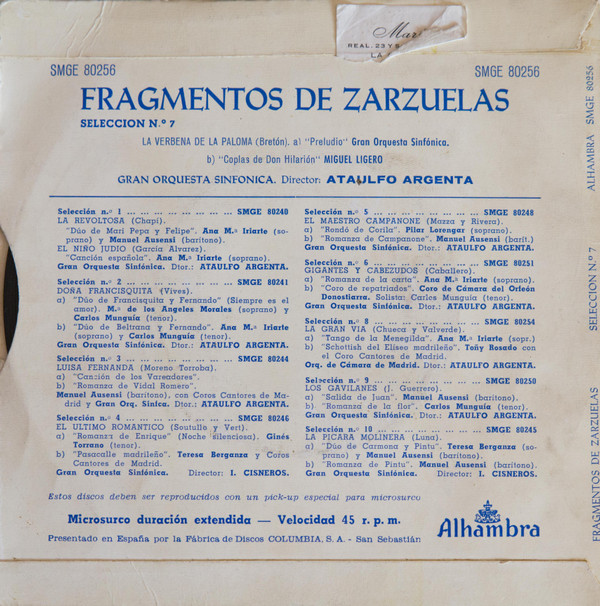 Mar
REAL, 23 Y 5
LA
SMGE 80256
SMGE 80256
FRAGMENTOS DE ZARZUELAS
SELECCION N.º 7
LA VERBENA DE LA PALOMA (Bretón). a) "Preludio" Gran Orquesta Sinfónica.
b) "Coplas de Don Hilarión" MIGUEL LIGERO
GRAN ORQUESTA SINFONICA. Director: ATAULFO ARGENTA
Selección n.º 1 ... ... ... ... ... ... ... ... SMGE 80240
LA REVOLTOSA (Chapí).
"Dúo de Mari Pepa y Felipe". Ana M.ª Iriarte (so-
prano) y Manuel Ausensi (barítono).
EL NIÑO JUDIO (García Alvarez).
"Canción española". Ana M.ª Iriarte (soprano).
Gran Orquesta Sinfónica. Dtor.: ATAULFO ARGENTA.
Selección n.º 2 ... ... ... ... ... ... ... ... SMGE 80241
DOÑA FRANCISQUITA (Vives).
a) "Dúo de Francisquita y Fernando" (Siempre es el
amor). M.ª de los Angeles Morales (soprano) y
Carlos Munguía (tenor).
b) "Dúo de Beltrana y Fernando". Ana M.ª Iriarte
(sopr.) y Carlos Munguía (tenor).
Gran Orquesta Sinfónica. Dtor.: ATAULFO ARGENTA.
Selección n.º 3 ... ... ... ... ... ... ... ... SMGE 80244
LUISA FERNANDA (Moreno Torroba).
a) "Canción de los Vareadores".
b) "Romanza de Vidal Romero".
Manuel Ausensi (barítono), con Coros Cantores de Ma-
drid y Gran Orq. Sinfca. Dtor.: ATAULFO ARGENTA.
Selección n.º 4 ... ... ... ... ... ... ... ... SMGE 80246
EL ULTIMO ROMANTICO (Soutullo y Vert).
a) "Romanza de Enrique" (Noche silenciosa). Ginés
Torrano (tenor).
b) "Pasacalle madrileño". Teresa Berganza y Coros
Cantores de Madrid.
Gran Orquesta Sinfónica. Director: I. CISNEROS.
Selección n.º 5 ... ... ... ... ... ... ... ... SMGE 80248
EL MAESTRO CAMPANONE (Mazza y Rivera).
a) "Rondó de Corila". Pilar Lorengar (soprano).
b) "Romanza de Campanone". Manuel Ausensi (barít.)
Gran Orquesta Sinfónica. Dtor.: ATAULFO ARGENTA.
Selección n.º 6 ... ... ... ... ... ... ... ... SMGE 80251
GIGANTES Y CABEZUDOS (Caballero).
a) "Romanza de la carta". Ana M.ª Iriarte (soprano).
b) "Coro de repatriados". Coro de Cámara del Orfeón
Donostiarra. Solista: Carlos Munguía (tenor).
Gran Orquesta Sinfónica. Dtor.: ATAULFO ARGENTA.
Selección n.º 8 ... ... ... ... ... ... ... ... SMGE 80254
LA GRAN VIA (Chueca y Valverde).
a) "Tango de la Menegilda". Ana M.ª Iriarte (sopr.)
b) "Schottish del Elíseo madrileño". Toñy Rosado con
el Coro Cantores de Madrid.
Orq. de Cámara de Madrid. Dtor.: ATAULFO ARGENTA.
Selección n.º 9 ... ... ... ... ... ... ... ... SMGE 80250
LOS GAVILANES (J. Guerrero).
a) "Salida de Juan". Manuel Ausensi (barítono).
b) "Romanza de la flor". Carlos Munguía (tenor).
Gran Orquesta Sinfónica. Dtor.: ATAULFO ARGENTA.
Selección n.º 10 ... ... ... ... ... ... ... ... SMGE 80245
LA PICARA MOLINERA (Luna).
a) "Dúo de Carmona y Pintu". Teresa Berganza (so-
prano) y Manuel Ausensi (barítono).
b) "Romanza de Pintu". Manuel Ausensi (barítono).
Gran Orquesta Sinfónica. Director: I. CISNEROS.
Estos discos deben ser reproducidos con un pick-up especial para microsurco
Microsurco duración extendida — Velocidad 45 r. p. m.
Presentado en España por la Fábrica de Discos COLUMBIA, S. A. - San Sebastián
Alhambra
FRAGMENTOS DE ZARZUELAS SELECCION N.º 7 ALHAMBRA SMGE 80256